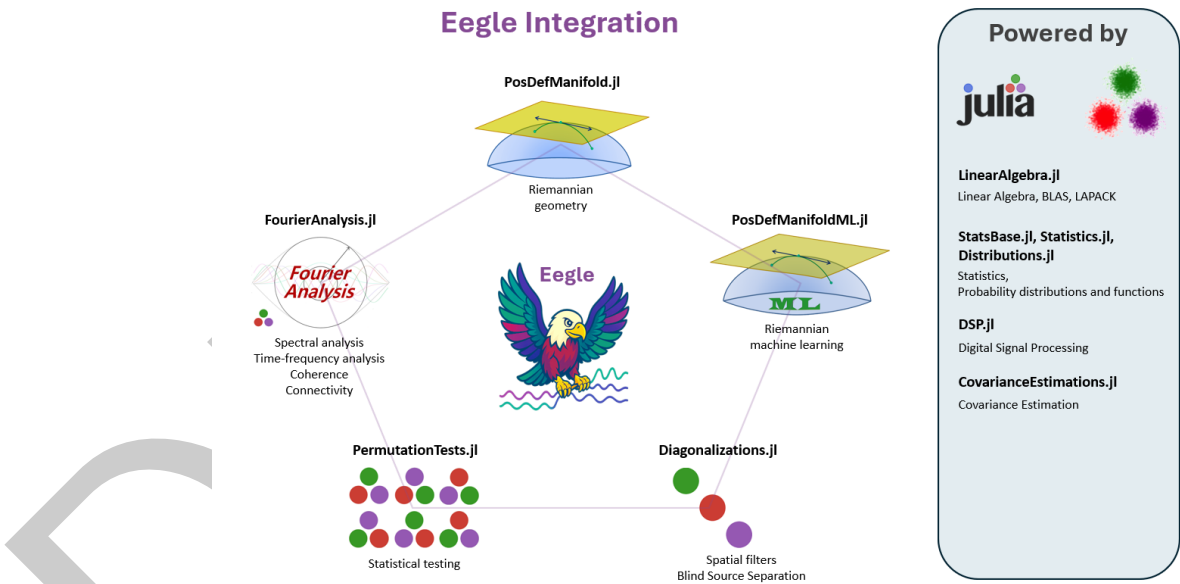 Eegle Integration
PosDefManifold.jl
Riemannian
geometry
FourierAnalysis.jl
Fourier
Analysis
Spectral analysis
Time-frequency analysis
Coherence
Connectivity
Eegle
PosDefManifoldML.jl
ML
Riemannian
machine learning
PermutationTests.jl
Statistical testing
Diagonalizations.jl
Spatial filters
Blind Source Separation
Powered by
julia
LinearAlgebra.jl
Linear Algebra, BLAS, LAPACK
StatsBase.jl, Statistics.jl,
Distributions.jl
Statistics,
Probability distributions and functions
DSP.jl
Digital Signal Processing
CovarianceEstimations.jl
Covariance Estimation